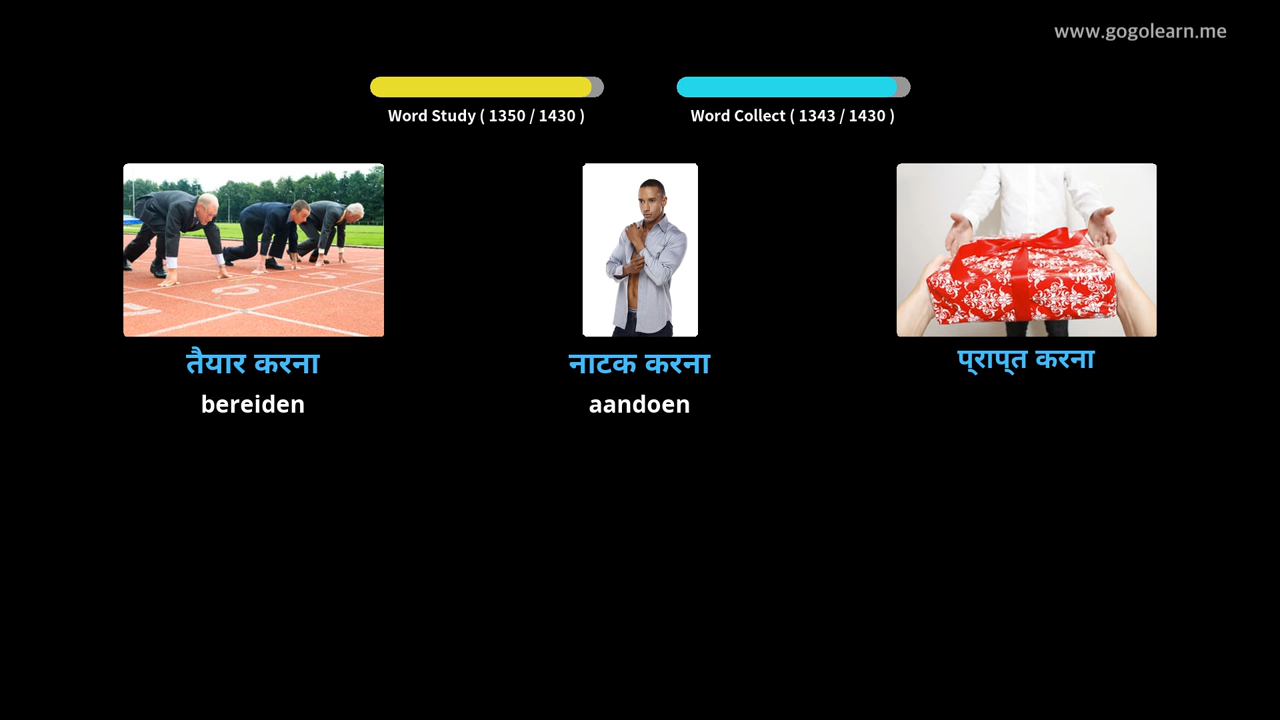 www.gogolearn.me
Word Study ( 1350 / 1430 )
Word Collect ( 1343 / 1430 )
तैयार करना
नाटक करना
प्राप्त करना
bereiden
aandoen